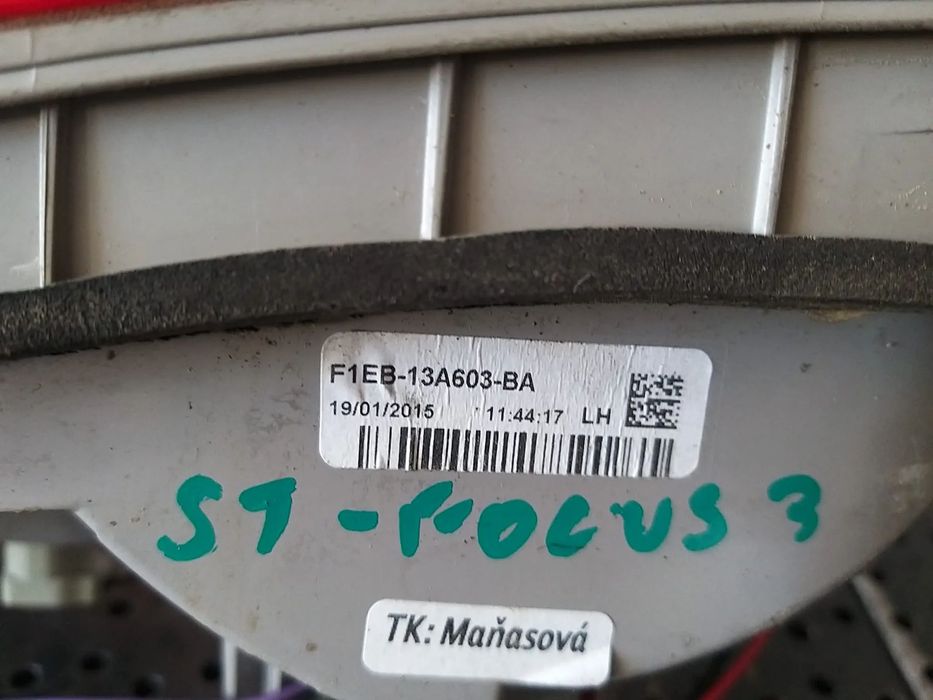 F1EB-13A603-BA
19/01/2015 11:44:17 LH
ST-FOCUS 3
TK: Maňasová